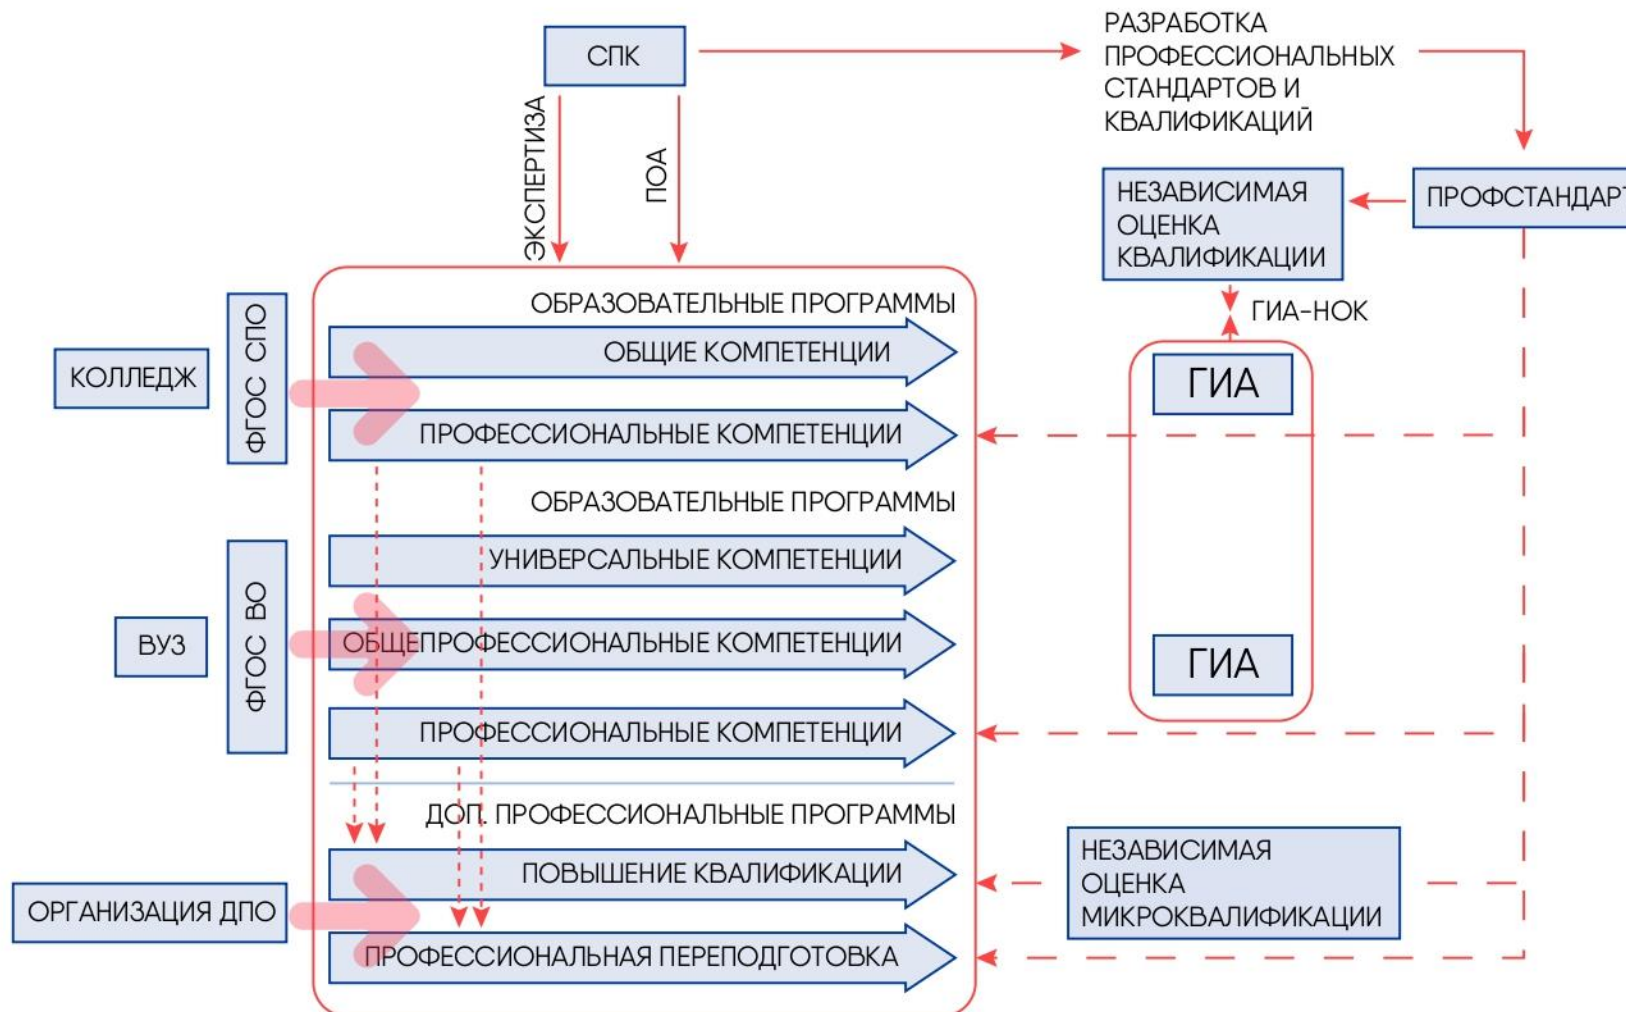 СПК
РАЗРАБОТКА
ПРОФЕССИОНАЛЬНЫХ
СТАНДАРТОВ И
КВАЛИФИКАЦИЙ
ЭКСПЕРТИЗА
ПОА
НЕЗАВИСИМАЯ
ОЦЕНКА
КВАЛИФИКАЦИИ
ПРОФСТАНДАРТ
ГИА-НОК
КОЛЛЕДЖ
ФГОС СПО
ОБРАЗОВАТЕЛЬНЫЕ ПРОГРАММЫ
ОБЩИЕ КОМПЕТЕНЦИИ
ПРОФЕССИОНАЛЬНЫЕ КОМПЕТЕНЦИИ
ГИА
ВУЗ
ФГОС ВО
ОБРАЗОВАТЕЛЬНЫЕ ПРОГРАММЫ
УНИВЕРСАЛЬНЫЕ КОМПЕТЕНЦИИ
ОБЩЕПРОФЕССИОНАЛЬНЫЕ КОМПЕТЕНЦИИ
ПРОФЕССИОНАЛЬНЫЕ КОМПЕТЕНЦИИ
ГИА
ОРГАНИЗАЦИЯ ДПО
ДОП. ПРОФЕССИОНАЛЬНЫЕ ПРОГРАММЫ
ПОВЫШЕНИЕ КВАЛИФИКАЦИИ
ПРОФЕССИОНАЛЬНАЯ ПЕРЕПОДГОТОВКА
НЕЗАВИСИМАЯ
ОЦЕНКА
МИКРОКВАЛИФИКАЦИИ